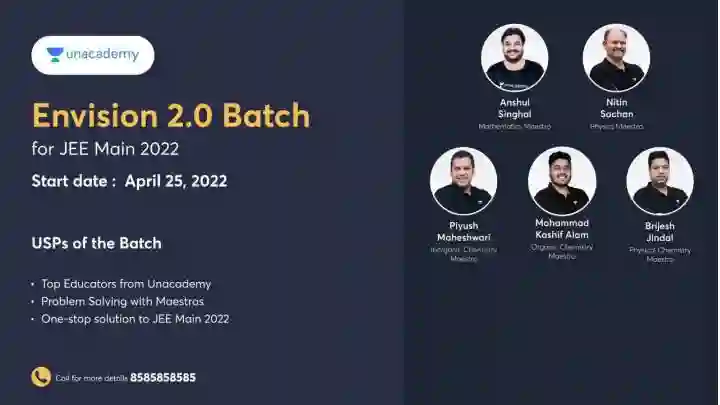 unacademy
Envision 2.0 Batch
for JEE Main 2022
Start date : April 25, 2022
USPs of the Batch
• Top Educators from Unacademy
• Problem Solving with Maestros
• One-stop solution to JEE Main 2022
Call for more details 8585858585
Anshul
Singhal
Mathematics Maestro
Nitin
Sachan
Physics Maestro
Piyush
Maheshwari
Inorganic Chemistry
Maestro
Mohammad
Kashif Alam
Organic Chemistry
Maestro
Brijesh
Jindal
Physical Chemistry
Maestro